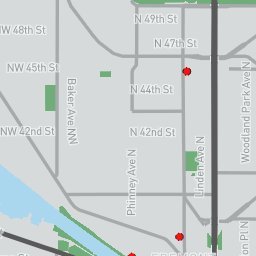 N 49th St
NW 48th St
N 47th St
NW 45th St
N 44th St
Baker Ave NW
Woodland Park Ave N
NW 42nd St
N 42nd St
Phinney Ave N
Linden Ave N